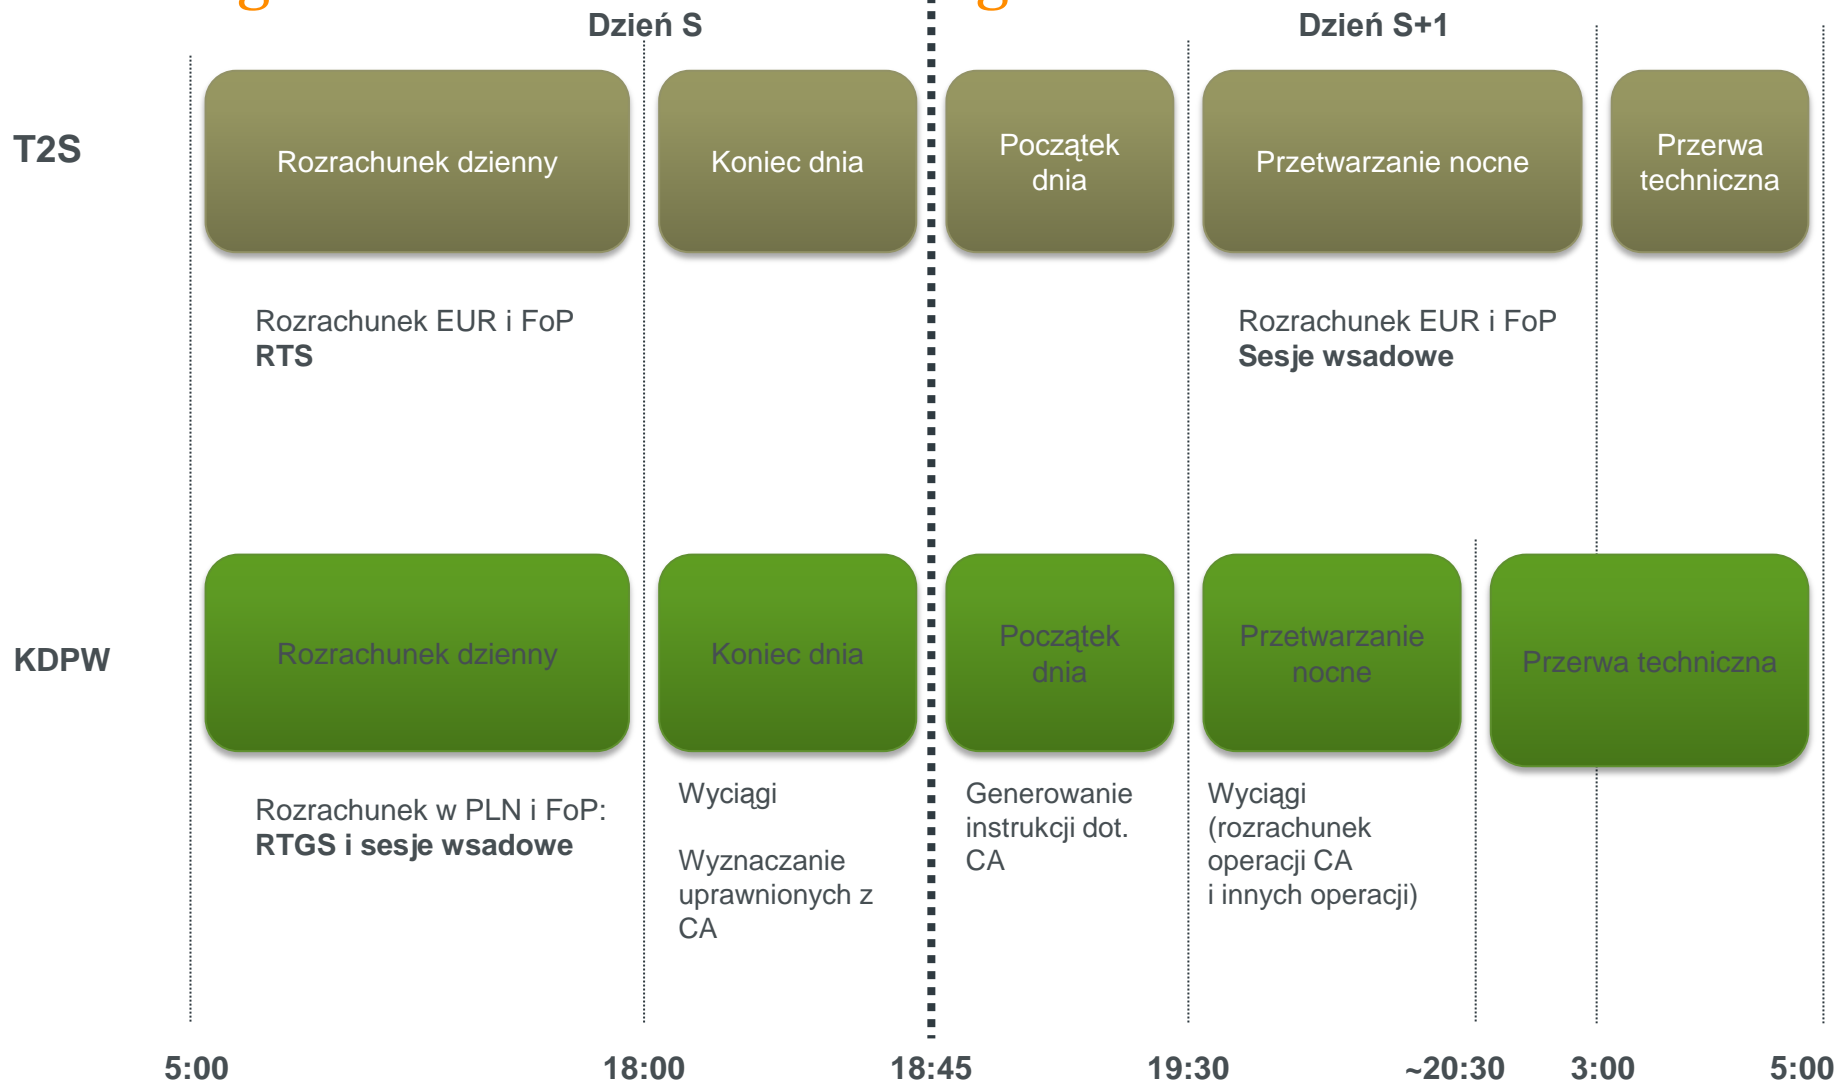 Dzień S
Dzień S+1
T2S
Rozrachunek dzienny
Koniec dnia
Początek
dnia
Przetwarzanie nocne
Przerwa
techniczna
Rozrachunek EUR i FoP
RTS
Rozrachunek EUR i FoP
Sesje wsadowe
KDPW
Rozrachunek dzienny
Koniec dnia
Początek
dnia
Przetwarzanie
nocne
Przerwa techniczna
Rozrachunek w PLN i FoP:
RTGS i sesje wsadowe
Wyciągi
Wyznaczanie
uprawnionych z
CA
Generowanie
instrukcji dot.
CA
Wyciągi
(rozrachunek
operacji CA
i innych operacji)
5:00
18:00
18:45
19:30
~20:30
3:00
5:00